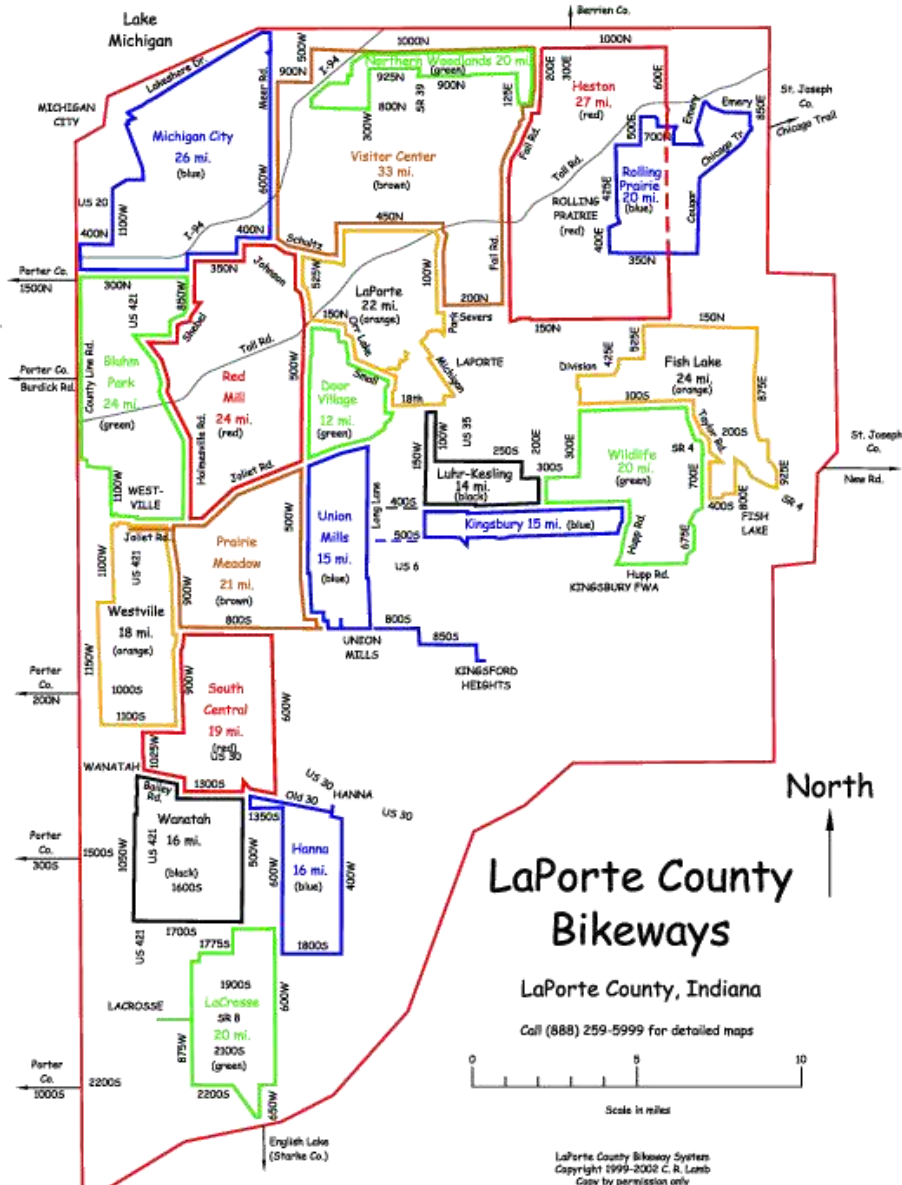 Lake
Michigan
Berrien Co.
1000N
1000N
500W
I-94
Northern Woodlands 20 mi.
(green)
900N
925N
SR 39
900N
800N
300W
125E
200E
300E
600E
Heston
27 mi.
(red)
Lakeshore Dr.
Meer Rd.
MICHIGAN
CITY
Michigan City
26 mi.
(blue)
Visitor Center
33 mi.
(brown)
Fail Rd.
Toll Rd.
Emery
Emery
850E
St. Joseph
Co.
Chicago Trail
500E
700N
Chicago Tr.
Rolling
Prairie
20 mi.
(blue)
425E
ROLLING
PRAIRIE
(red)
400E
Cougar
350N
600W
US 20
1100W
400N
I-94
400N
Schultz
450N
Fail Rd.
Porter Co.
1500N
300N
US 421
850W
350N
Johnson
525W
100W
LaPorte
22 mi.
(orange)
200N
Park
Severs
150N
150N
Orr Lake
Shebel
Toll Rd.
500W
LAPORTE
Michigan
Small
18th
County Line Rd.
Porter Co.
Burdick Rd.
Bluhm
Park
24 mi.
(green)
Red
Mill
24 mi.
(red)
Door
Village
12 mi.
(green)
150N
525E
425E
Division
Fish Lake
24 mi.
(orange)
100S
875E
Taylor Rd.
200S
SR 4
925E
SR 4
800E
400S
FISH
LAKE
St. Joseph
Co.
New Rd.
Holmesville Rd.
Joliet Rd.
1100W
WEST-
VILLE
150W
100W
US 35
250S
200E
300E
300S
Luhr-Kesling
14 mi.
(black)
Wildlife
20 mi.
(green)
700E
400S
500S
Long Lane
Kingsbury 15 mi. (blue)
Hupp Rd.
675E
Hupp Rd.
KINGSBURY FWA
US 6
Joliet Rd.
1100W
US 421
Prairie
Meadow
21 mi.
(brown)
500W
Union
Mills
15 mi.
(blue)
900W
800S
Westville
18 mi.
(orange)
1150W
1000S
1100S
UNION
MILLS
800S
850S
KINGSFORD
HEIGHTS
Porter
Co.
200N
900W
South
Central
19 mi.
(red)
US 30
600W
1025W
WANATAH
1300S
Bailey
Rd.
US 30
Old 30
HANNA
US 30
1350S
Porter
Co.
300S
1500S
1050W
US 421
Wanatah
16 mi.
(black)
1600S
500W
600W
Hanna
16 mi.
(blue)
400W
1700S
US 421
1775S
1800S
1900S
LaCrosse
SR 8
20 mi.
2100S
(green)
LACROSSE
875W
600W
Porter
Co.
1000S
2200S
2200S
650W
English Lake
(Starke Co.)
North
LaPorte County
Bikeways
LaPorte County, Indiana
Call (888) 259-5999 for detailed maps
0 5 10
Scale in miles
LaPorte County Bikeway System
Copyright 1999-2002 C. R. Lamb
Copy by permission only